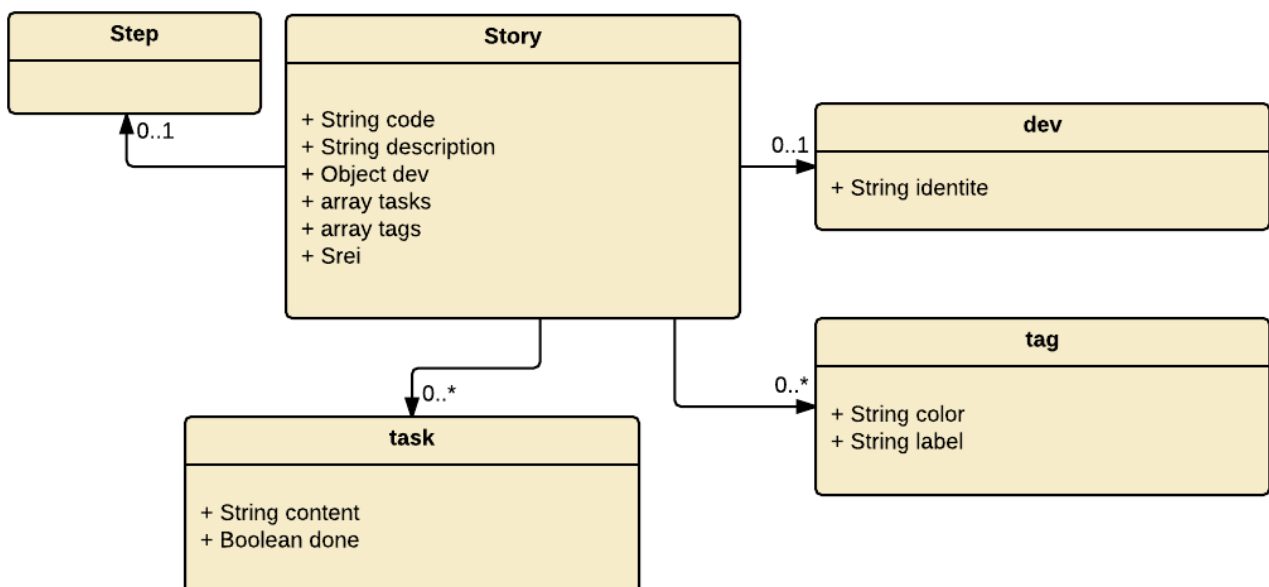 Step
0..1
Story
+ String code
+ String description
+ Object dev
+ array tasks
+ array tags
+ Srei
0..1
dev
+ String identite
0..*
tag
+ String color
+ String label
0..*
task
+ String content
+ Boolean done